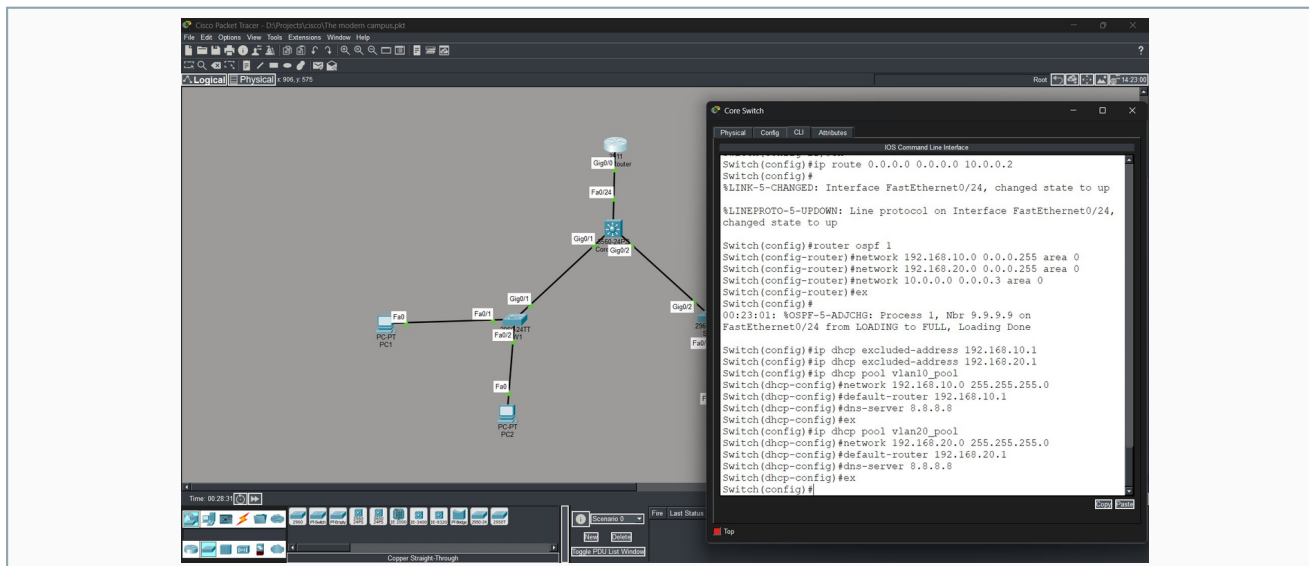 Cisco Packet Tracer - D:\Projects\cisco\The modern campus.pkt
File Edit Options View Tools Extensions Window Help
Logical Physical x: 906, y: 575
Root 14:23:00
Gig0/0
Fa0/24
Gig0/1
Gig0/2
Gig0/1
Fa0/1
Fa0/2
Fa0
PC-PT
PC1
Fa0
PC-PT
PC2
Gig0/2
Core Switch
Physical Config CLI Attributes
IOS Command Line Interface
Switch(config)#ip route 0.0.0.0 0.0.0.0 10.0.0.2
Switch(config)#
%LINK-5-CHANGED: Interface FastEthernet0/24, changed state to up
%LINEPROTO-5-UPDOWN: Line protocol on Interface FastEthernet0/24,
changed state to up
Switch(config)#router ospf 1
Switch(config-router)#network 192.168.10.0 0.0.0.255 area 0
Switch(config-router)#network 192.168.20.0 0.0.0.255 area 0
Switch(config-router)#network 10.0.0.0 0.0.0.3 area 0
Switch(config-router)#ex
Switch(config)#
00:23:01: %OSPF-5-ADJCHG: Process 1, Nbr 9.9.9.9 on
FastEthernet0/24 from LOADING to FULL, Loading Done
Switch(config)#ip dhcp excluded-address 192.168.10.1
Switch(config)#ip dhcp excluded-address 192.168.20.1
Switch(config)#ip dhcp pool vlan10_pool
Switch(dhcp-config)#network 192.168.10.0 255.255.255.0
Switch(dhcp-config)#default-router 192.168.10.1
Switch(dhcp-config)#dns-server 8.8.8.8
Switch(dhcp-config)#ex
Switch(config)#ip dhcp pool vlan20_pool
Switch(dhcp-config)#network 192.168.20.0 255.255.255.0
Switch(dhcp-config)#default-router 192.168.20.1
Switch(dhcp-config)#dns-server 8.8.8.8
Switch(dhcp-config)#ex
Switch(config)#
Copy Paste
Top
Time: 00:28:31
Scenario 0
Fire Last Status
New Delete
Toggle PDU List Window
Copper Straight-Through